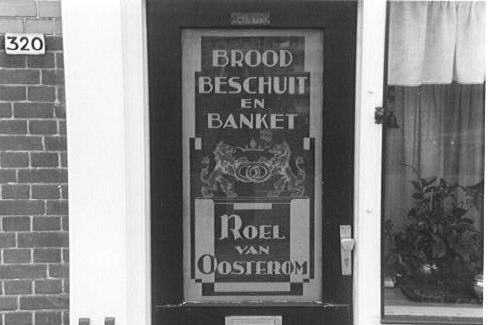 320
BROOD
BESCHUIT
EN
BANKET
ROEL
VAN
OOSTEROM